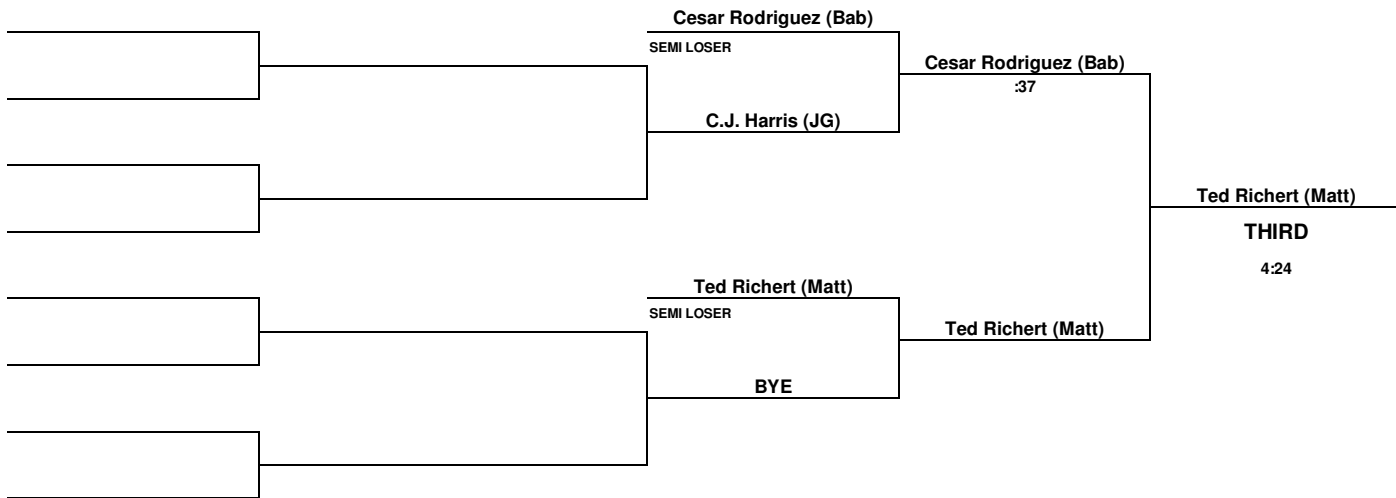 Cesar Rodriguez (Bab)
SEMI LOSER
Cesar Rodriguez (Bab)
:37
C.J. Harris (JG)
Ted Richert (Matt)
THIRD
4:24
Ted Richert (Matt)
SEMI LOSER
Ted Richert (Matt)
BYE